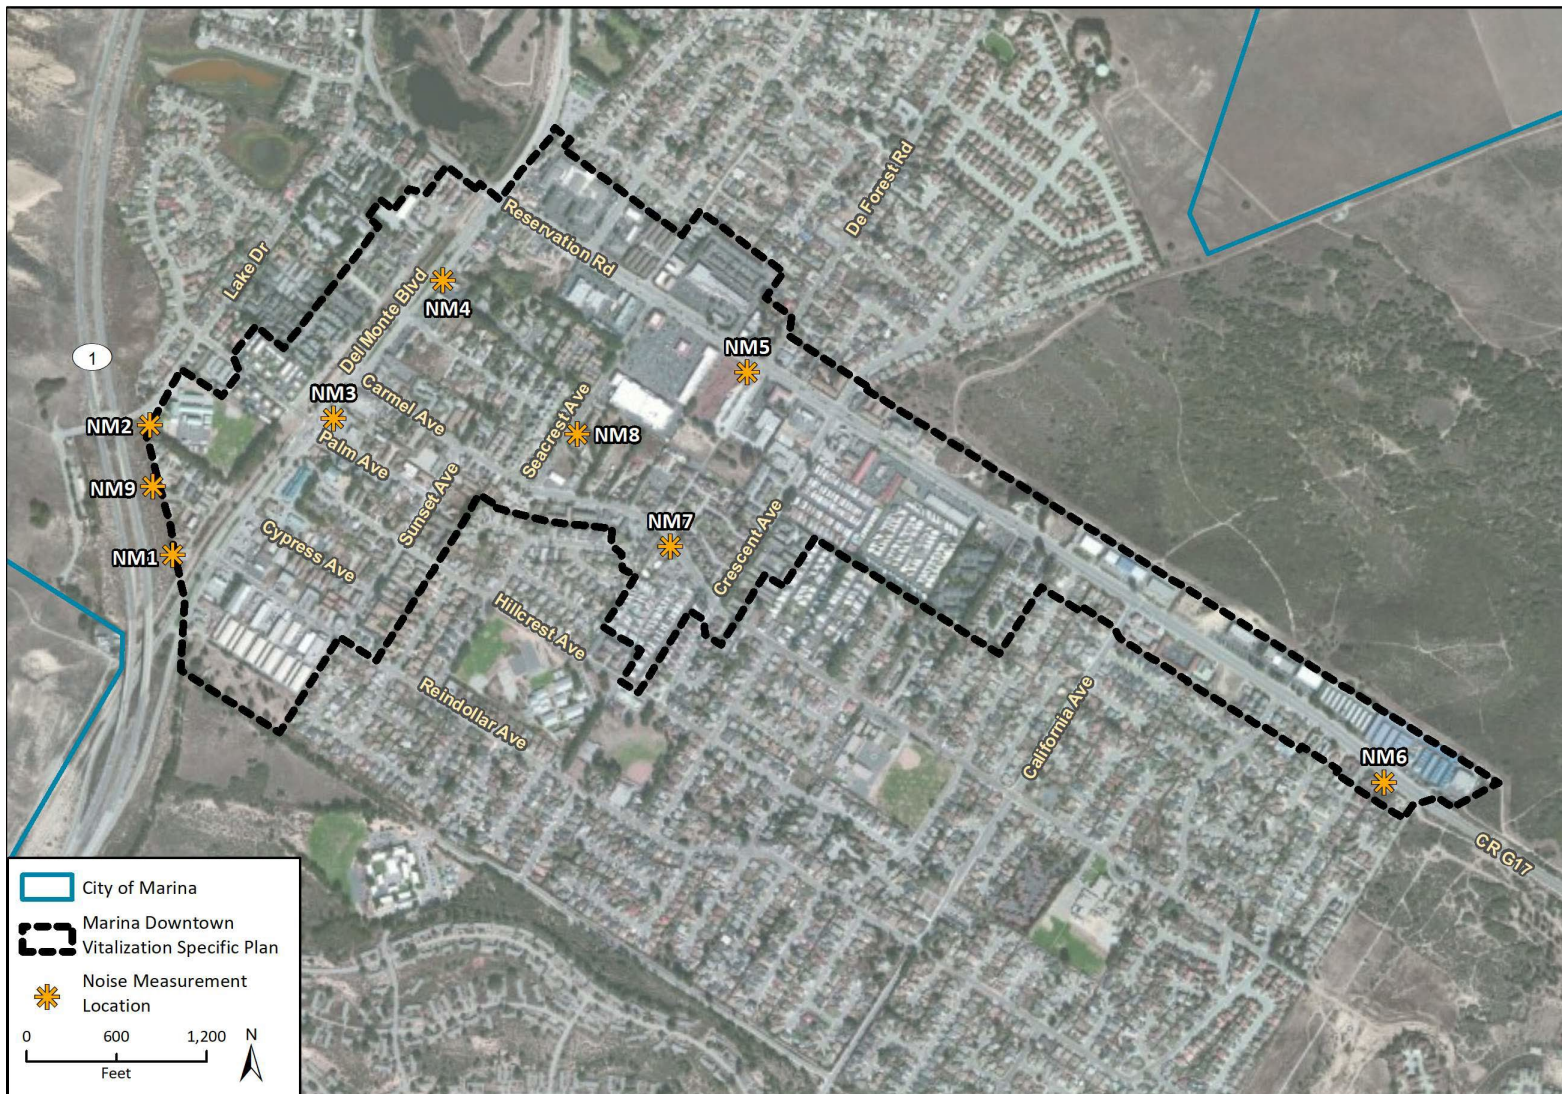 De Forest Rd
Reservation Rd
Lake Dr
Del Monte Blvd
NM4
1
NM5
NM3
Carmel Ave
NM2
Palm Ave
Seacrest Ave
NM8
NM9
Sunset Ave
NM7
Crescent Ave
NM1
Cypress Ave
Hillcrest Ave
Reindollar Ave
California Ave
NM6
CR G17
City of Marina
Marina Downtown
Vitalization Specific Plan
Noise Measurement
Location
0 600 1,200
Feet
N